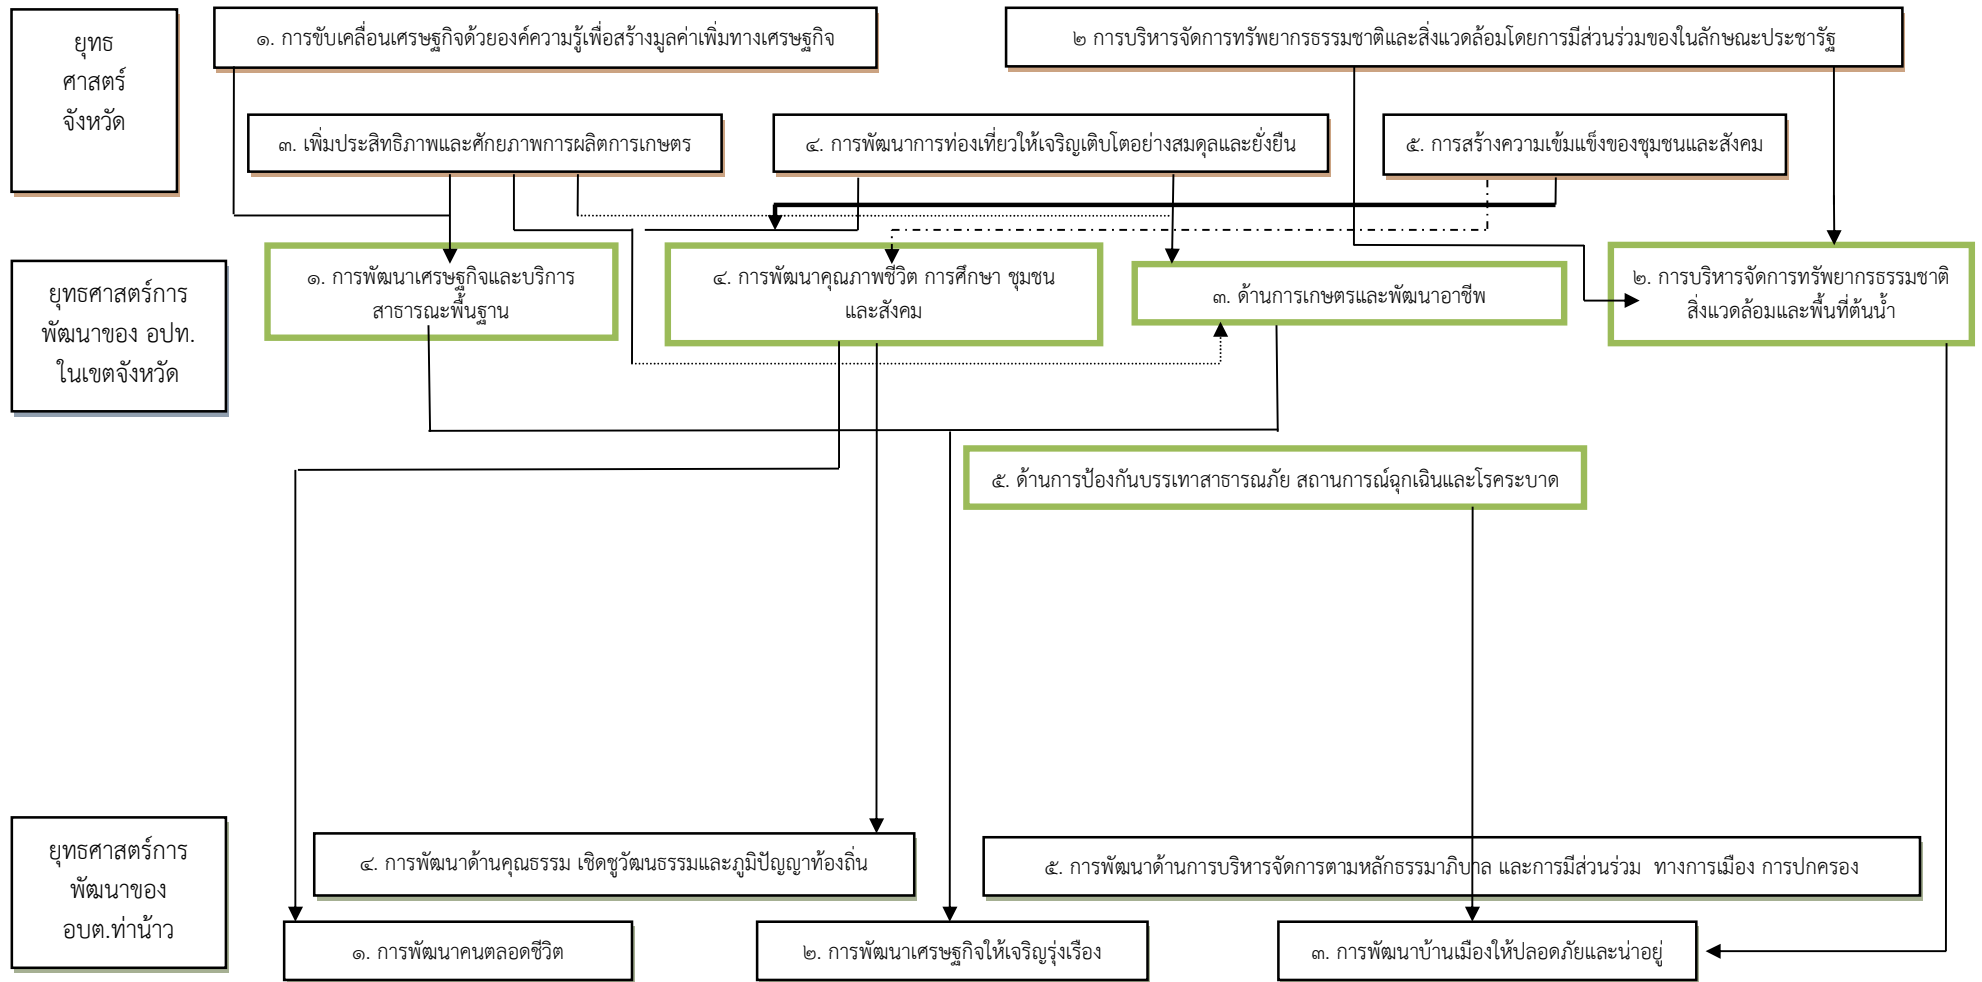 ยุทธ
ศาสตร์
จังหวัด
๑. การขับเคลื่อนเศรษฐกิจด้วยองค์ความรู้เพื่อสร้างมูลค่าเพิ่มทางเศรษฐกิจ
๒ การบริหารจัดการทรัพยากรธรรมชาติและสิ่งแวดล้อมโดยการมีส่วนร่วมของในลักษณะประชารัฐ
๓. เพิ่มประสิทธิภาพและศักยภาพการผลิตการเกษตร
๔. การพัฒนาการท่องเที่ยวให้เจริญเติบโตอย่างสมดุลและยั่งยืน
๕. การสร้างความเข้มแข็งของชุมชนและสังคม
ยุทธศาสตร์การ
พัฒนาของ อปท.
ในเขตจังหวัด
๑. การพัฒนาเศรษฐกิจและบริการ
สาธารณะพื้นฐาน
๔. การพัฒนาคุณภาพชีวิต การศึกษา ชุมชน
และสังคม
๓. ด้านการเกษตรและพัฒนาอาชีพ
๒. การบริหารจัดการทรัพยากรธรรมชาติ
สิ่งแวดล้อมและพื้นที่ต้นน้ำ
๕. ด้านการป้องกันบรรเทาสาธารณภัย สถานการณ์ฉุกเฉินและโรคระบาด
ยุทธศาสตร์การ
พัฒนาของ
อบต.ท่าน้าว
๔. การพัฒนาด้านคุณธรรม เชิดชูวัฒนธรรมและภูมิปัญญาท้องถิ่น
๕. การพัฒนาด้านการบริหารจัดการตามหลักธรรมาภิบาล และการมีส่วนร่วม ทางการเมือง การปกครอง
๑. การพัฒนาคนตลอดชีวิต
๒. การพัฒนาเศรษฐกิจให้เจริญรุ่งเรือง
๓. การพัฒนาบ้านเมืองให้ปลอดภัยและน่าอยู่